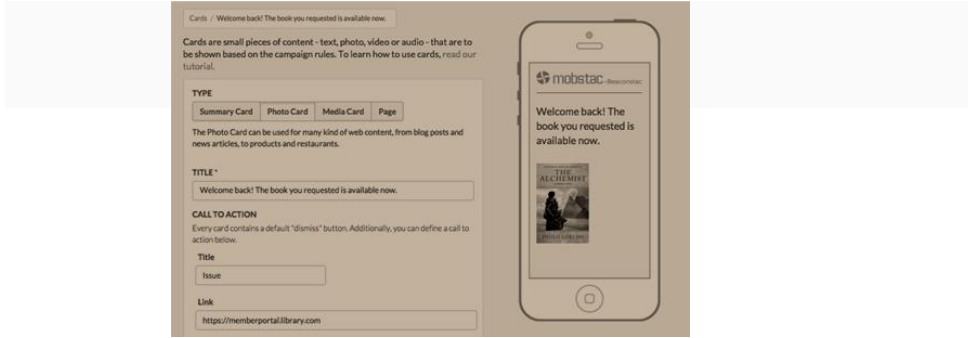 Cards / Welcome back! The book you requested is available now.
Cards are small pieces of content - text, photo, video or audio - that are to
be shown based on the campaign rules. To learn how to use cards, read our
tutorial.
TYPE
Summary Card Photo Card Media Card Page
The Photo Card can be used for many kind of web content, from blog posts and
news articles, to products and restaurants.
TITLE *
Welcome back! The book you requested is available now.
CALL TO ACTION
Every card contains a default "dismiss" button. Additionally, you can define a call to
action below.
Title
Issue
Link
https://memberportal.library.com
mobstac Beaconstac
Welcome back! The
book you requested is
available now.
THE
ALCHEMIST
PAULO COELHO